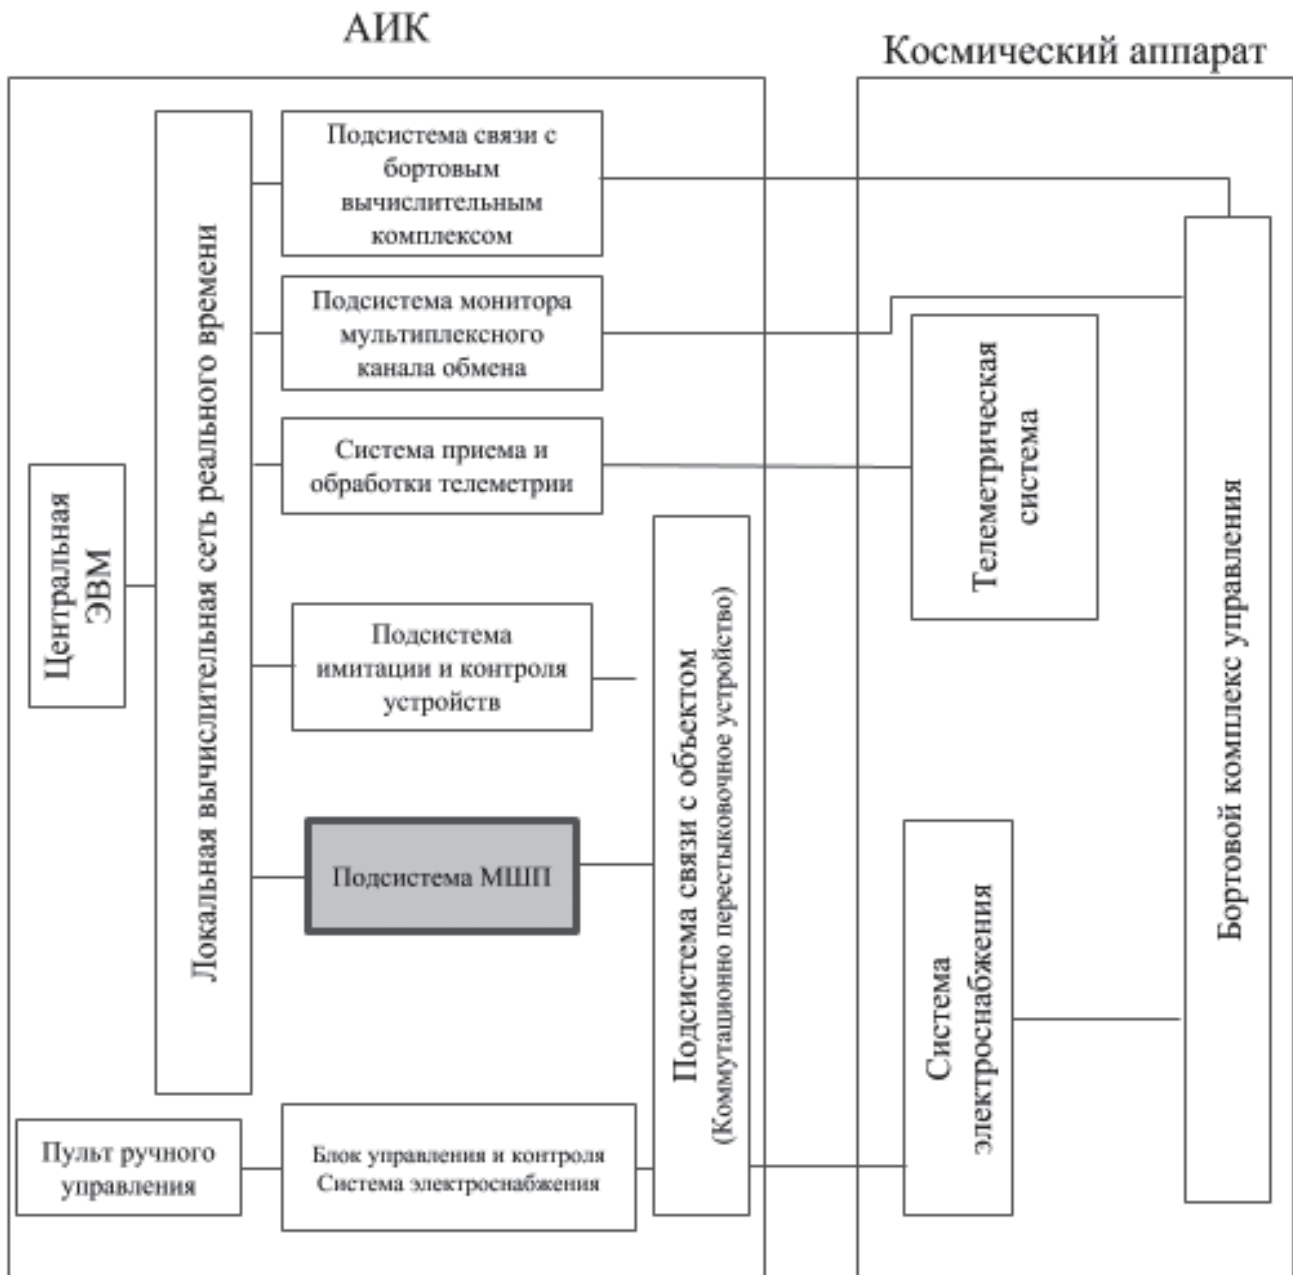 АИК
Космический аппарат
Центральная
ЭВМ
Локальная вычислительная сеть реального времени
Подсистема связи с
бортовым
вычислительным
комплексом
Подсистема монитора
мультиплексного
канала обмена
Система приема и
обработки телеметрии
Подсистема
имитации и контроля
устройств
Подсистема МШП
Пульт ручного
управления
Блок управления и контроля
Система электроснабжения
Подсистема связи с объектом
(Коммутационно перестыковочное устройство)
Телеметрическая
система
Система
электроснабжения
Бортовой комплекс управления